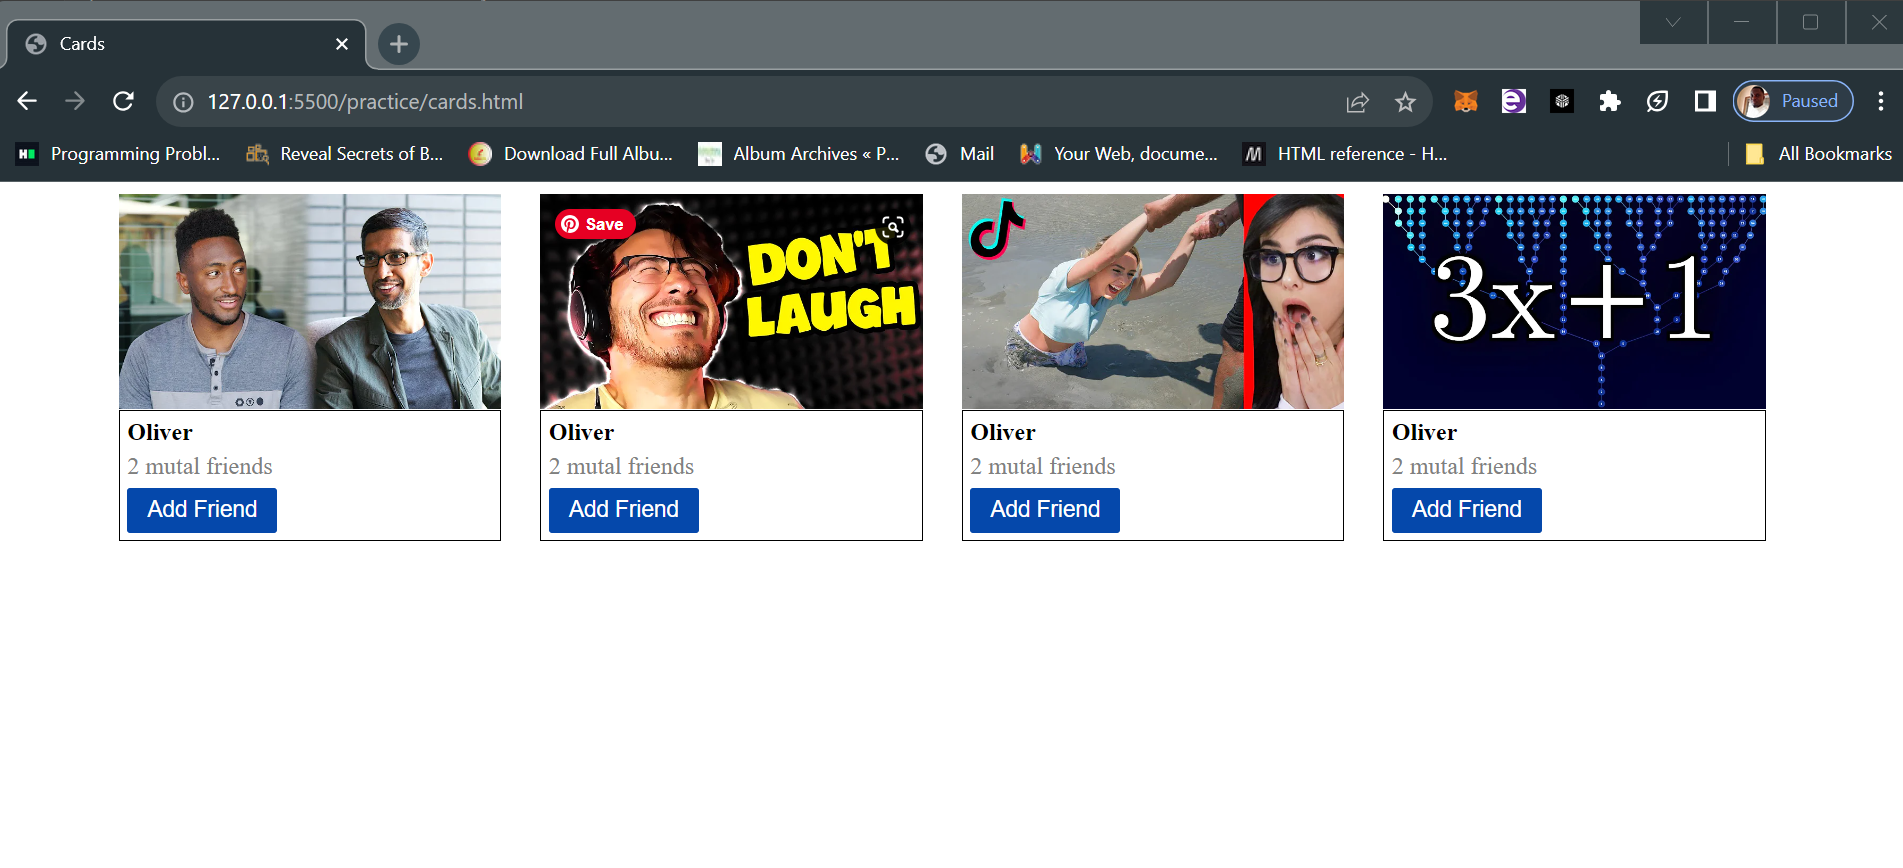 Cards
127.0.0.1:5500/practice/cards.html
Paused
Programming Probl...
Reveal Secrets of B...
Download Full Albu...
Album Archives « P...
Mail
Your Web, docume...
HTML reference - H...
All Bookmarks
Save
DON'T
LAUGH
3x+1
Oliver
2 mutal friends
Add Friend
Oliver
2 mutal friends
Add Friend
Oliver
2 mutal friends
Add Friend
Oliver
2 mutal friends
Add Friend